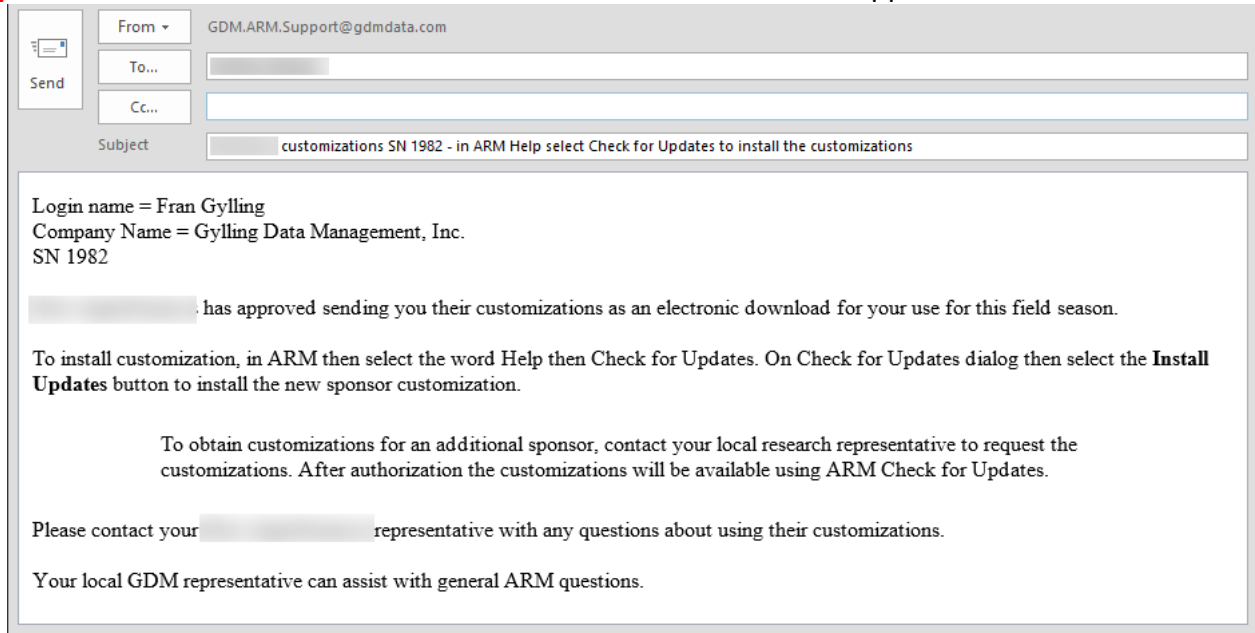 From
GDM.ARM.Support@gdmdata.com
To...
Send
Cc...
Subject
customizations SN 1982 - in ARM Help select Check for Updates to install the customizations
Login name = Fran Gylling
Company Name = Gylling Data Management, Inc.
SN 1982
has approved sending you their customizations as an electronic download for your use for this field season.
To install customization, in ARM then select the word Help then Check for Updates. On Check for Updates dialog then select the Install
Updates button to install the new sponsor customization.
To obtain customizations for an additional sponsor, contact your local research representative to request the
customizations. After authorization the customizations will be available using ARM Check for Updates.
Please contact your representative with any questions about using their customizations.
Your local GDM representative can assist with general ARM questions.